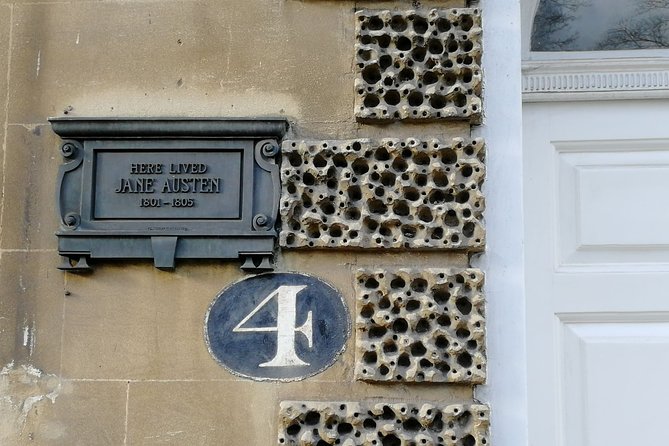 HERE LIVED
JANE AUSTEN
1801–1805
4